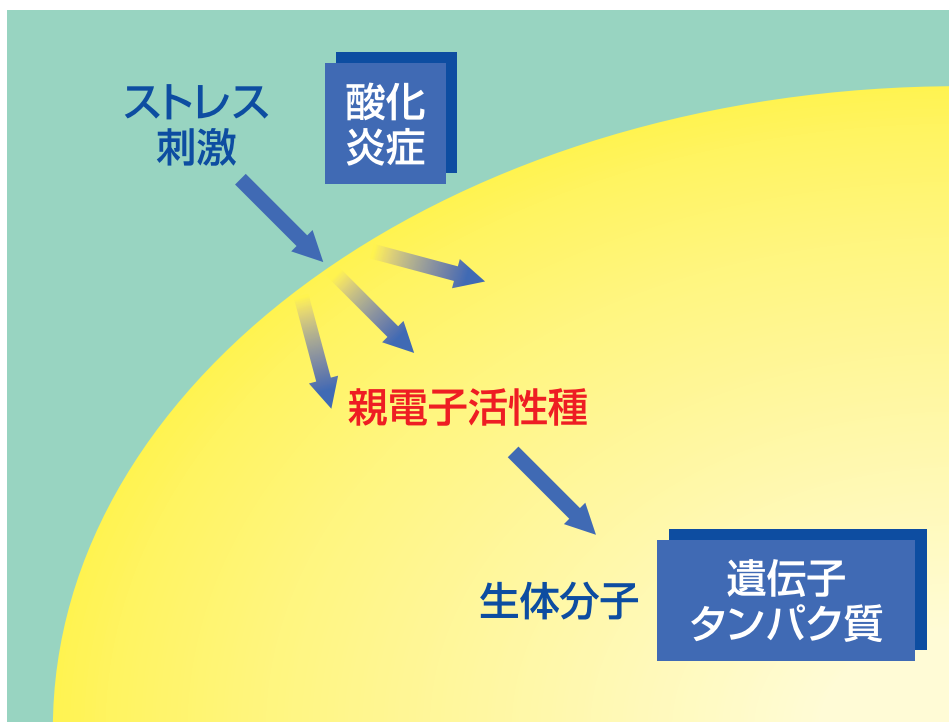 ストレス
刺激
酸化
炎症
親電子活性種
生体分子
遺伝子
タンパク質